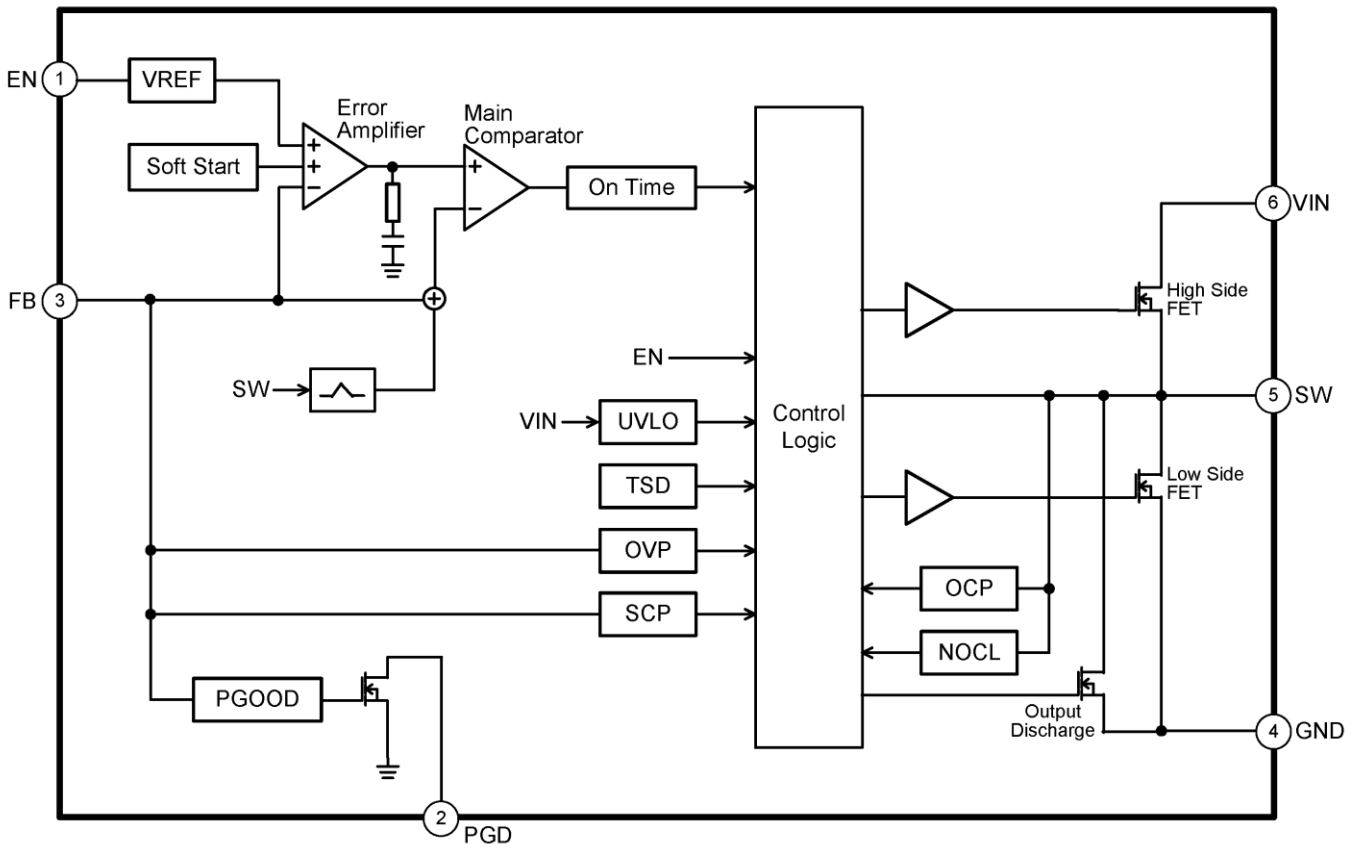 EN
1
VREF
Error
Amplifier
Main
Comparator
Soft Start
+
+
−
+
−
On Time
6
VIN
FB
3
+
High Side
FET
EN
SW
5
SW
VIN
UVLO
Control
Logic
Low Side
FET
TSD
OVP
OCP
SCP
NOCL
PGOOD
Output
Discharge
4
GND
2
PGD